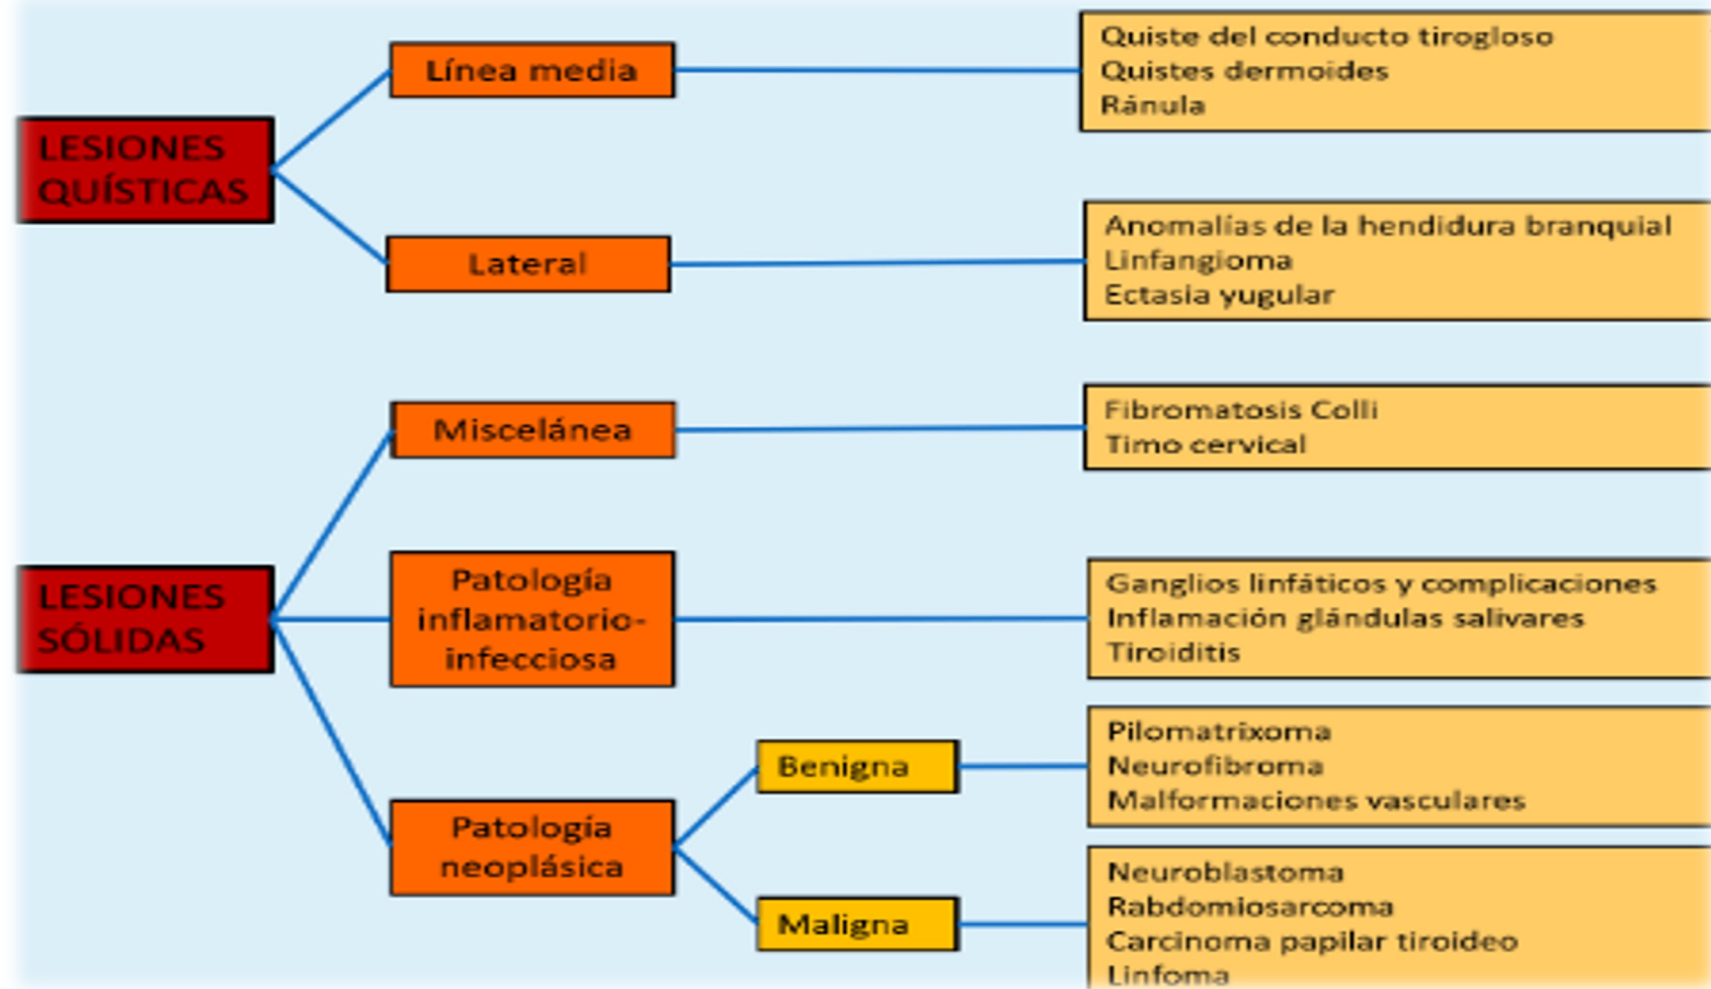 LESIONES
QUÍSTICAS
Línea media
Quiste del conducto tirogloso
Quistes dermoides
Ránula
Lateral
Anomalías de la hendidura branquial
Linfangioma
Ectasia yugular
LESIONES
SÓLIDAS
Miscelánea
Fibromatosis Colli
Timo cervical
Patología
inflamatorio-
infecciosa
Ganglios linfáticos y complicaciones
Inflamación glándulas salivares
Tiroiditis
Patología
neoplásica
Benigna
Pilomatrixoma
Neurofibroma
Malformaciones vasculares
Maligna
Neuroblastoma
Rabdomiosarcoma
Carcinoma papilar tiroideo
Linfoma